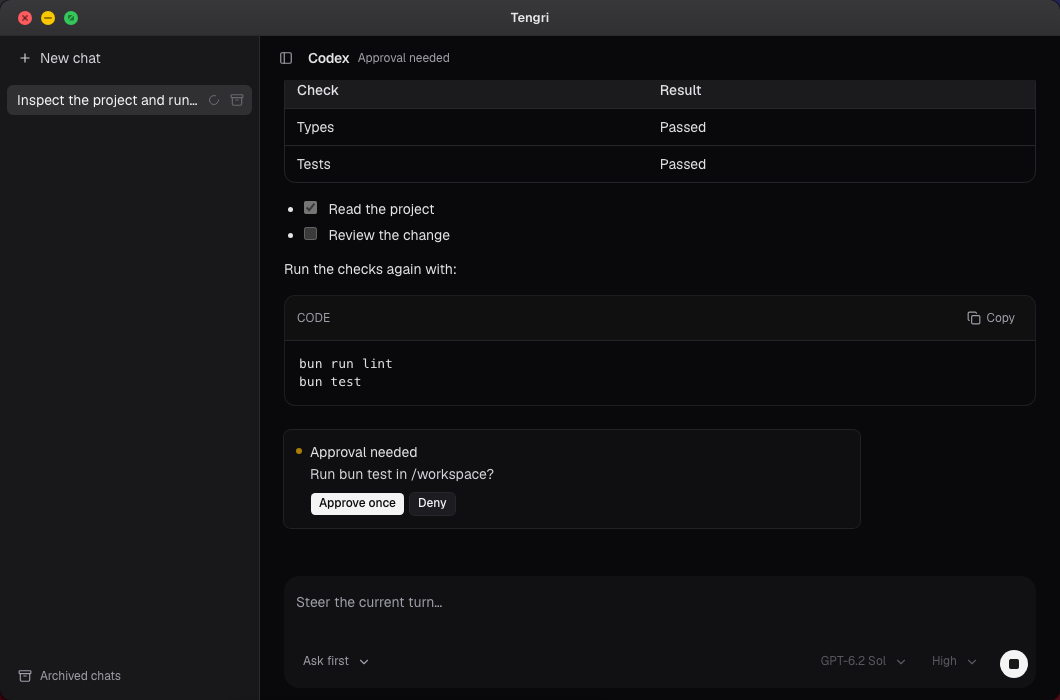 Tengri
New chat
Inspect the project and run...
Archived chats
Codex Approval needed
Check Result
Types Passed
Tests Passed
Read the project
Review the change
Run the checks again with:
CODE Copy
bun run lint
bun test
Approval needed
Run bun test in /workspace?
Approve once Deny
Steer the current turn...
Ask first GPT-6.2 Sol High